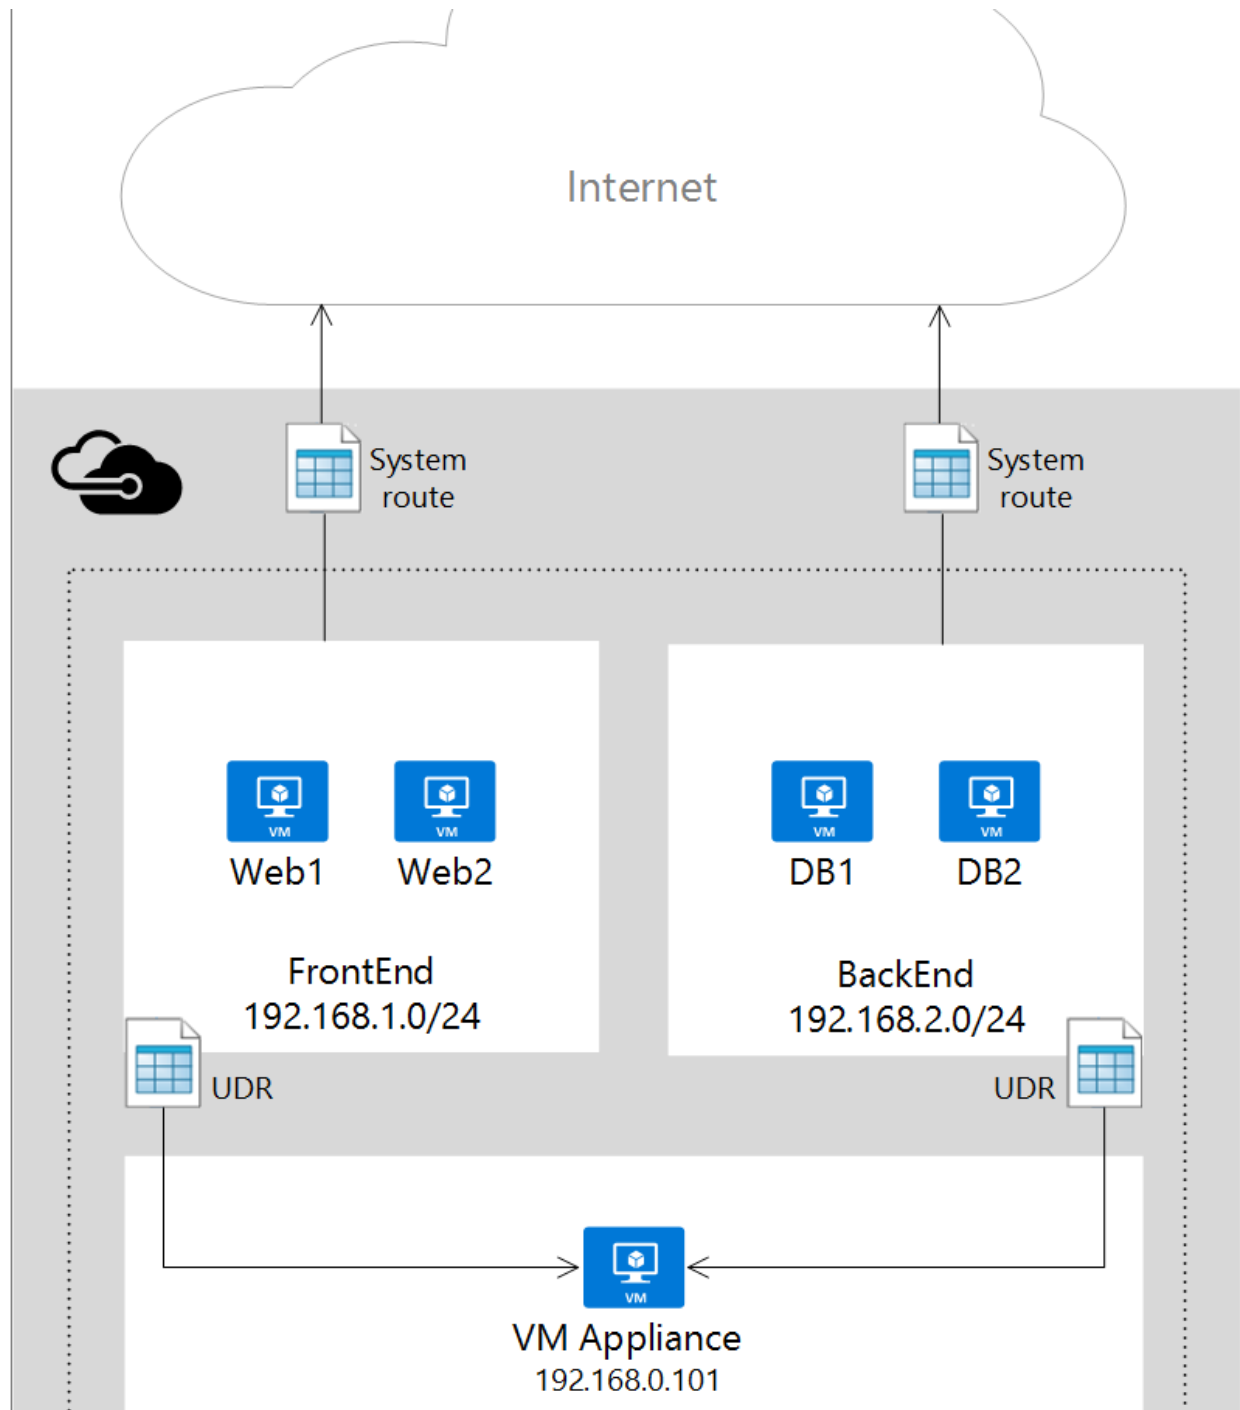 Internet
System
route
System
route
VM
VM
VM
VM
Web1
Web2
DB1
DB2
FrontEnd
192.168.1.0/24
BackEnd
192.168.2.0/24
UDR
UDR
VM
VM Appliance
192.168.0.101